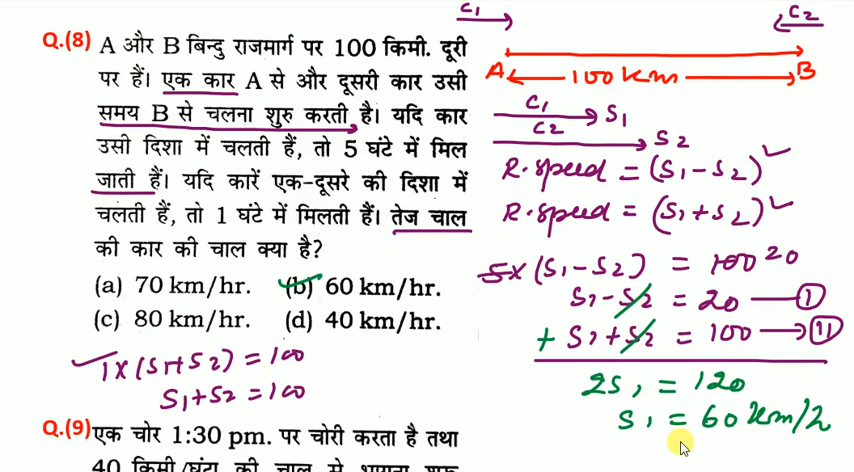 C1 C2
Q.(8) A और B बिन्दु राजमार्ग पर 100 किमी. दूरी
पर हैं। एक कार A से और दूसरी कार उसी
समय B से चलना शुरु करती है। यदि कार
उसी दिशा में चलती हैं, तो 5 घंटे में मिल
जाती हैं। यदि कारें एक-दूसरे की दिशा में
चलती हैं, तो 1 घंटे में मिलती हैं। तेज चाल
की कार की चाल क्या है?
(a) 70 km/hr. (b) 60 km/hr.
(c) 80 km/hr. (d) 40 km/hr.
1×(S1+S2) = 100
S1+S2 = 100
A 100 km B
C1 S1
C2 S2
R.speed = (S1-S2)
R.speed = (S1+S2)
5×(S1-S2) = 100 20
S1-S2 = 20 (1)
+ S1+S2 = 100 (11)
2S1 = 120
S1 = 60 km/h
Q.(9) एक चोर 1:30 pm. पर चोरी करता है तथा
40 किमी/घंटा की चाल से भागना शुरू